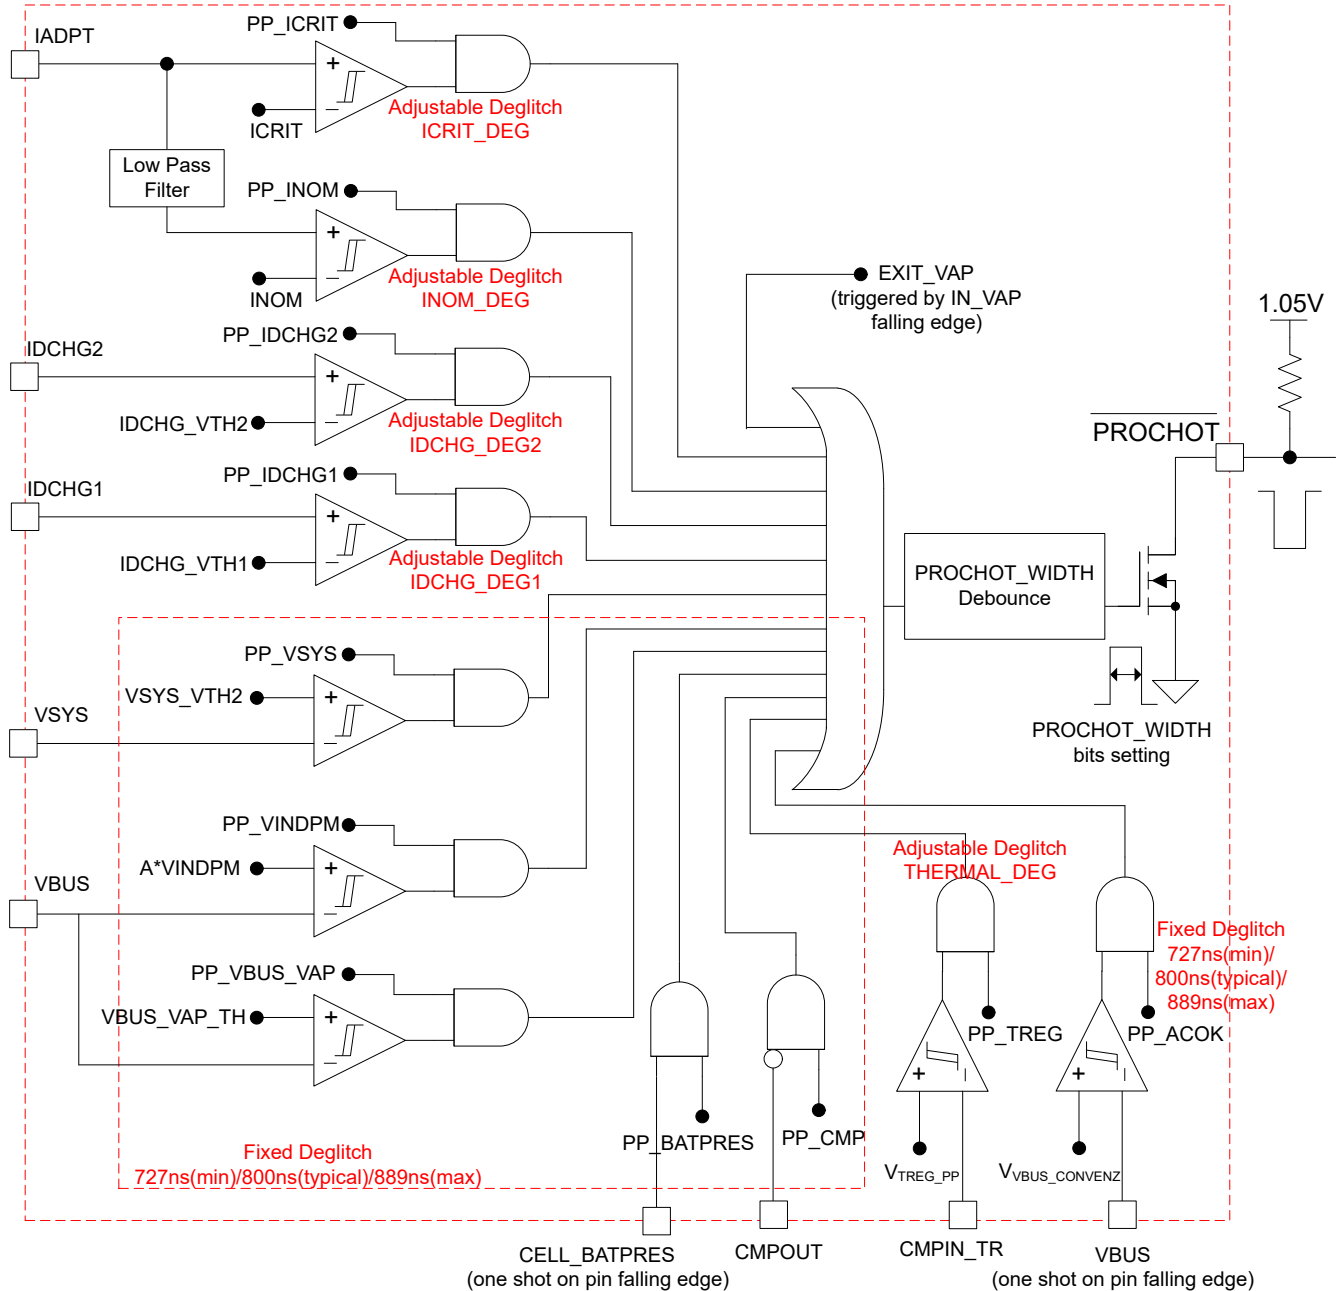 PP_ICRIT
IADPT
+
−
ICRIT
Adjustable Deglitch
ICRIT_DEG
Low Pass
Filter
PP_INOM
+
−
INOM
Adjustable Deglitch
INOM_DEG
EXIT_VAP
(triggered by IN_VAP
falling edge)
1.05V
PP_IDCHG2
IDCHG2
+
−
IDCHG_VTH2
Adjustable Deglitch
IDCHG_DEG2
PROCHOT
PP_IDCHG1
IDCHG1
+
−
IDCHG_VTH1
Adjustable Deglitch
IDCHG_DEG1
PROCHOT_WIDTH
Debounce
PP_VSYS
VSYS_VTH2
+
−
VSYS
PROCHOT_WIDTH
bits setting
PP_VINDPM
A*VINDPM
+
−
VBUS
Adjustable Deglitch
THERMAL_DEG
Fixed Deglitch
727ns(min)/
800ns(typical)/
889ns(max)
PP_VBUS_VAP
VBUS_VAP_TH
+
−
PP_TREG
PP_ACOK
+
−
+
−
PP_BATPRES
PP_CMP
Fixed Deglitch
727ns(min)/800ns(typical)/889ns(max)
VTREG_PP
VVBUS_CONVENZ
CELL_BATPRES
(one shot on pin falling edge)
CMPOUT
CMPIN_TR
VBUS
(one shot on pin falling edge)